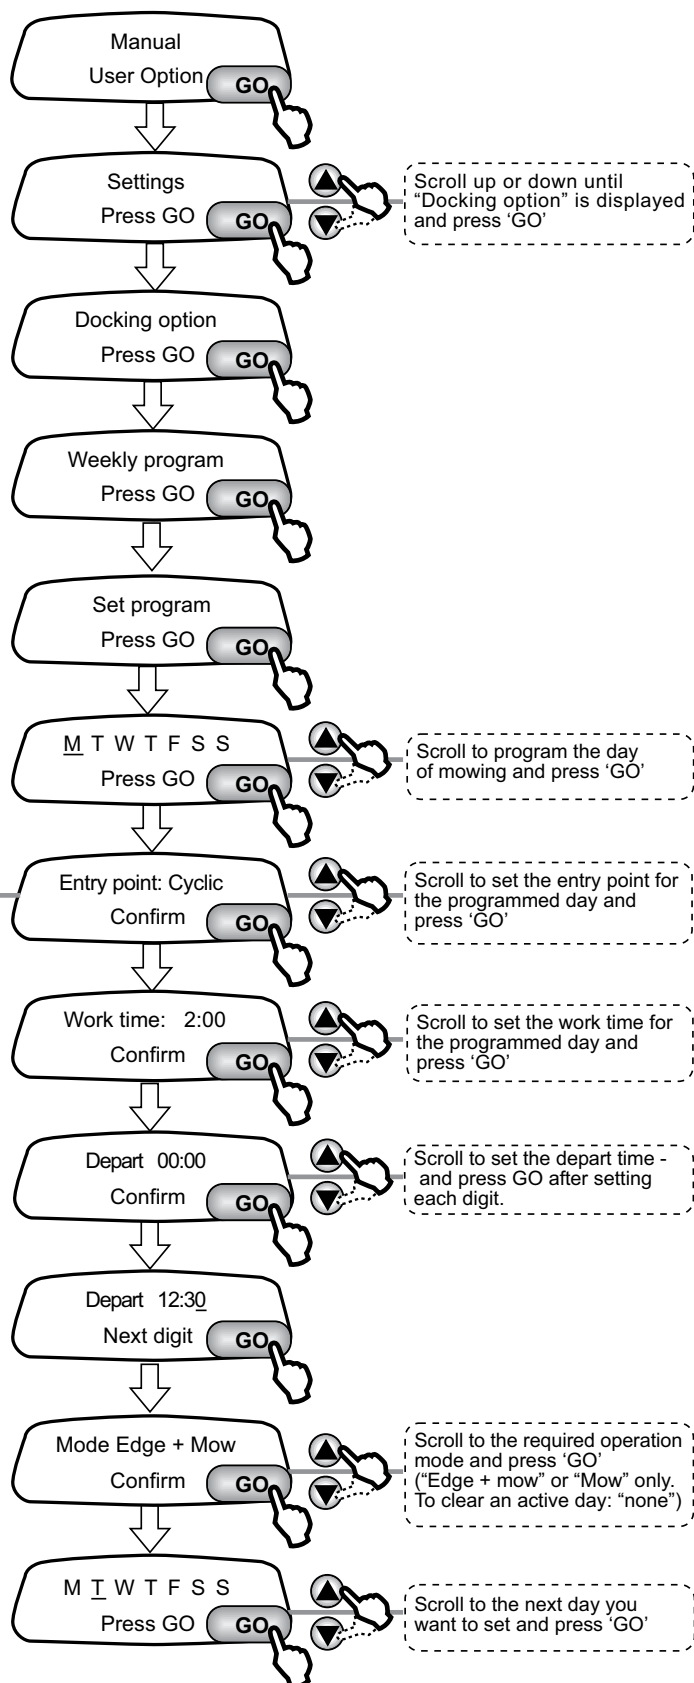 Manual
User Option
GO
Settings
Press GO
GO
Scroll up or down until
“Docking option” is displayed
and press ‘GO’
Docking option
Press GO
GO
Weekly program
Press GO
GO
Set program
Press GO
GO
M T W T F S S
Press GO
GO
Scroll to program the day
of mowing and press ‘GO’
Entry point: Cyclic
Confirm
GO
Scroll to set the entry point for
the programmed day and
press ‘GO’
Work time: 2:00
Confirm
GO
Scroll to set the work time for
the programmed day and
press ‘GO’
Depart 00:00
Confirm
GO
Scroll to set the depart time -
and press GO after setting
each digit.
Depart 12:30
Next digit
GO
Mode Edge + Mow
Confirm
GO
Scroll to the required operation
mode and press ‘GO’
(“Edge + mow” or “Mow” only.
To clear an active day: “none”)
M T W T F S S
Press GO
GO
Scroll to the next day you
want to set and press ‘GO’